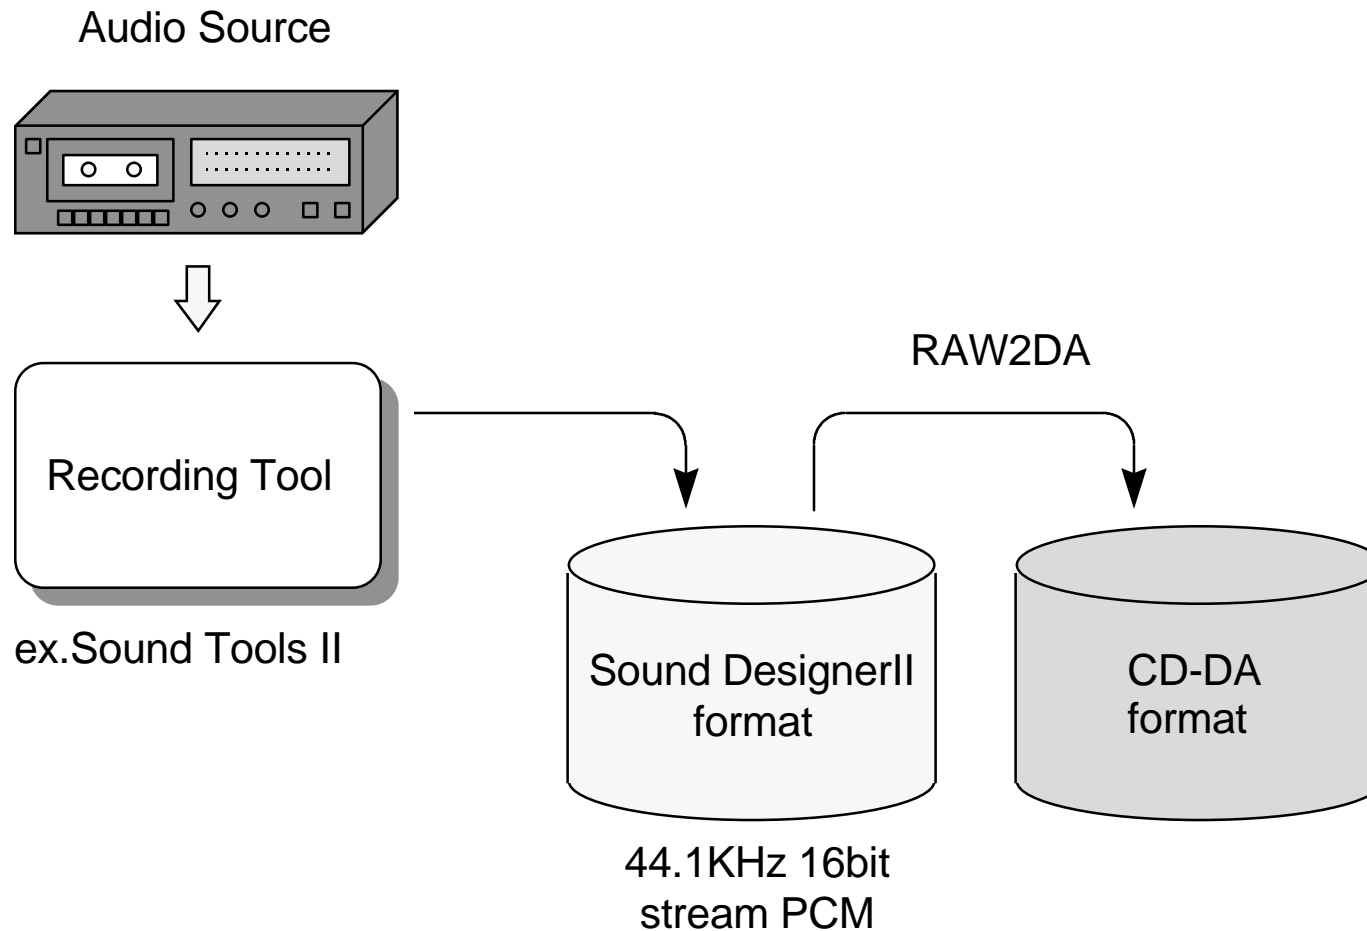 Audio Source
RAW2DA
Recording Tool
ex.Sound Tools II
Sound DesignerII
format
CD-DA
format
44.1KHz 16bit
stream PCM